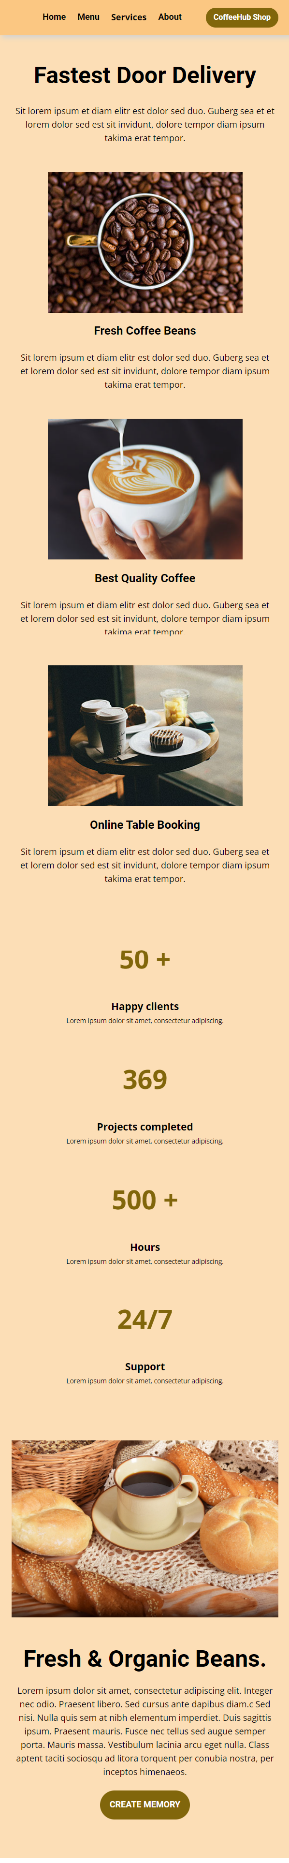 Home Menu Services About CoffeeHub Shop
Fastest Door Delivery
Sit lorem ipsum et diam elitr est dolor sed duo. Guberg sea et et
lorem dolor sed est sit invidunt, dolore tempor diam ipsum
takima erat tempor.
Fresh Coffee Beans
Sit lorem ipsum et diam elitr est dolor sed duo. Guberg sea et
et lorem dolor sed est sit invidunt, dolore tempor diam ipsum
takima erat tempor.
Best Quality Coffee
Sit lorem ipsum et diam elitr est dolor sed duo. Guberg sea et
et lorem dolor sed est sit invidunt, dolore tempor diam ipsum
takima erat tempor.
Online Table Booking
Sit lorem ipsum et diam elitr est dolor sed duo. Guberg sea et
et lorem dolor sed est sit invidunt, dolore tempor diam ipsum
takima erat tempor.
50 +
Happy clients
Lorem ipsum dolor sit amet, consectetur adipiscing.
369
Projects completed
Lorem ipsum dolor sit amet, consectetur adipiscing.
500 +
Hours
Lorem ipsum dolor sit amet, consectetur adipiscing.
24/7
Support
Lorem ipsum dolor sit amet, consectetur adipiscing.
Fresh & Organic Beans.
Lorem ipsum dolor sit amet, consectetur adipiscing elit. Integer
nec odio. Praesent libero. Sed cursus ante dapibus diam.c Sed
nisi. Nulla quis sem at nibh elementum imperdiet. Duis sagittis
ipsum. Praesent mauris. Fusce nec tellus sed augue semper
porta. Mauris massa. Vestibulum lacinia arcu eget nulla. Class
aptent taciti sociosqu ad litora torquent per conubia nostra, per
inceptos himenaeos.
CREATE MEMORY